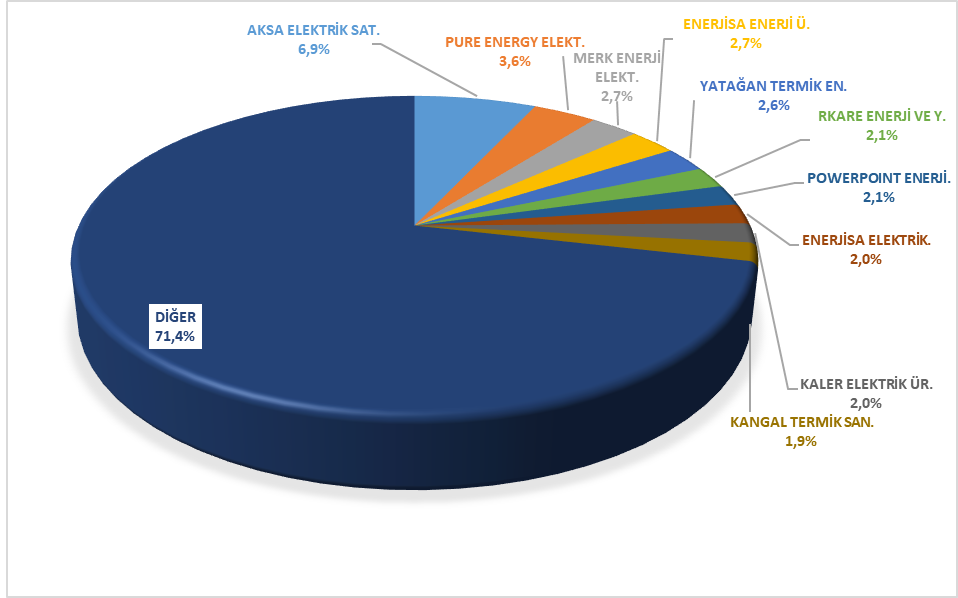 AKSA ELEKTRİK SAT.
6,9%
PURE ENERGY ELEKT.
3,6%
MERK ENERJİ
ELEKT.
2,7%
ENERJİSA ENERJİ Ü.
2,7%
YATAĞAN TERMİK EN.
2,6%
RKARE ENERJİ VE Y.
2,1%
POWERPOINT ENERJİ.
2,1%
ENERJİSA ELEKTRİK.
2,0%
KALER ELEKTRİK ÜR.
2,0%
KANGAL TERMİK SAN.
1,9%
DİĞER
71,4%